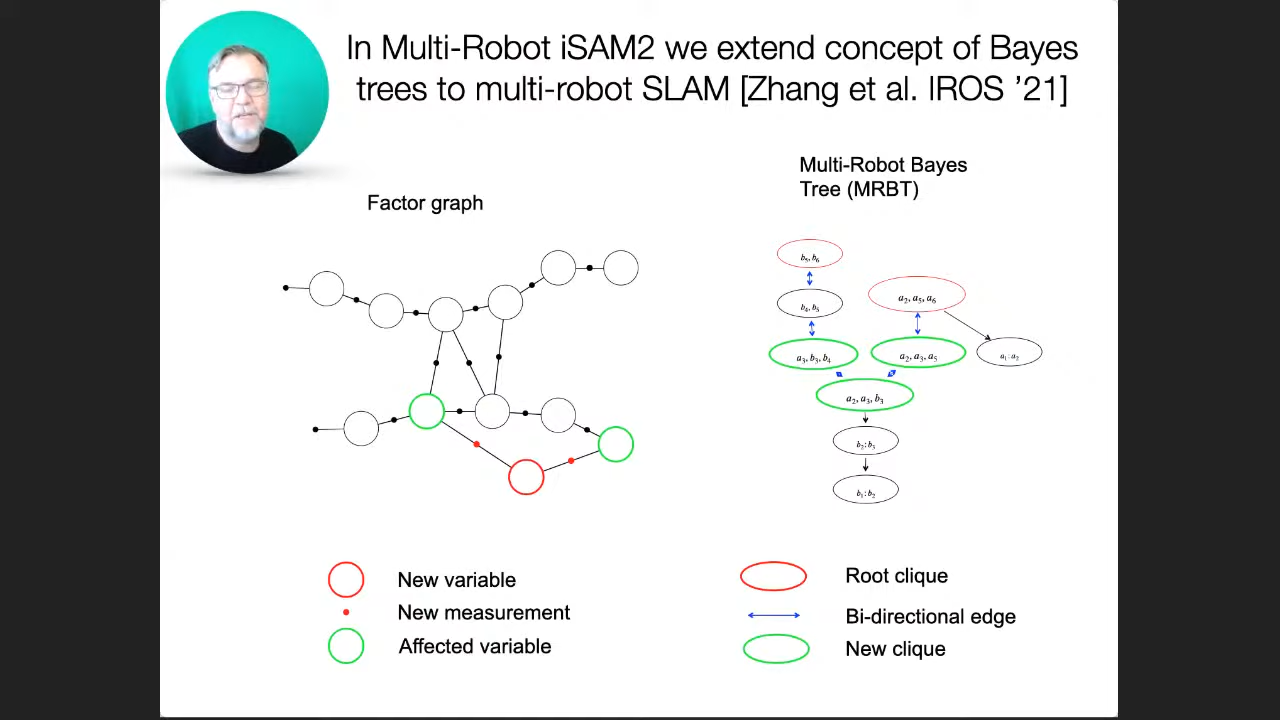 In Multi-Robot iSAM2 we extend concept of Bayes
trees to multi-robot SLAM [Zhang et al. IROS ’21]
Factor graph
Multi-Robot Bayes
Tree (MRBT)
b₅, b₆
b₄, b₅
a₂, a₅, a₆
a₃, b₃, b₄
a₂, a₃, a₅
a₁: a₂
a₂, a₃, b₃
b₂: b₃
b₁: b₂
New variable
New measurement
Affected variable
Root clique
Bi-directional edge
New clique